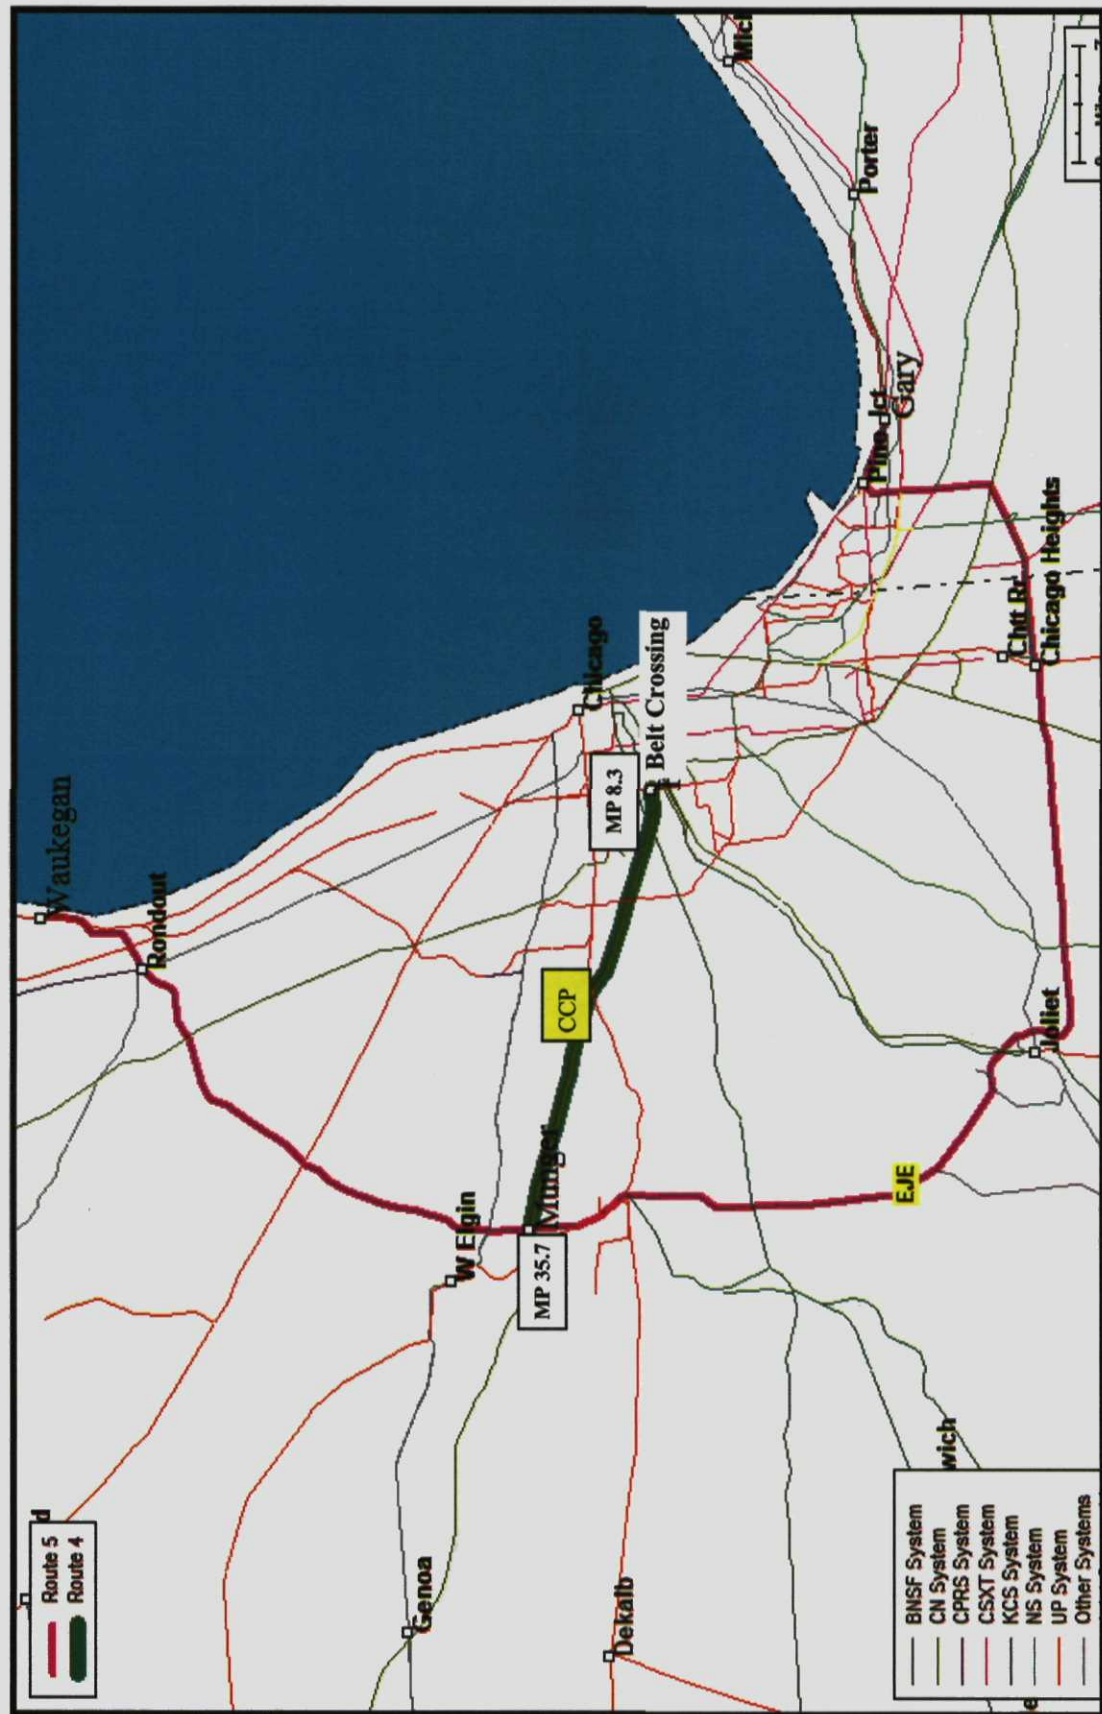 Route 5
Route 4
d
Waukegan
Rondout
Mich
Genoa
W Elgin
Chicago
MP 35.7
Munger
CCP
MP 8.3
Belt Crossing
Dekalb
Porter
Pine Jct
Gary
EJE
wich
Joliet
Chtt Rr
Chicago Heights
BNSF System
CN System
CPRS System
CSXT System
KCS System
NS System
UP System
Other Systems
e